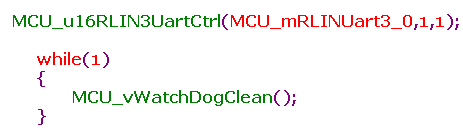 MCU_u16RLIN3UartCtrl(MCU_mRLINUart3_0,1,1);
while(1)
{
MCU_vWatchDogClean();
}